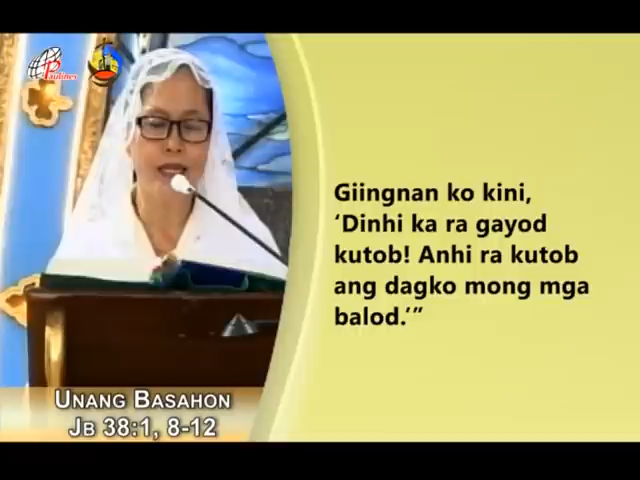 Paulines
Giingnan ko kini,
‘Dinhi ka ra gayod
kutob! Anhi ra kutob
ang dagko mong mga
balod.’”
Unang Basahon
Jb 38:1, 8-12